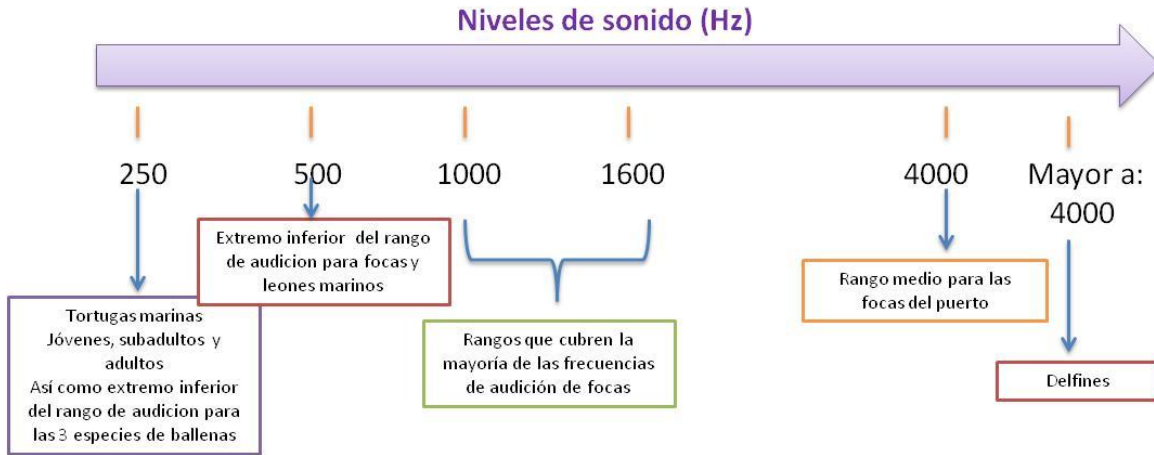 Niveles de sonido (Hz)
250
500
1000
1600
4000
Mayor a:
4000
Extremo inferior del rango
de audicion para focas y
leones marinos
Rango medio para las
focas del puerto
Tortugas marinas
Jóvenes, subadultos y
adultos
Así como extremo inferior
del rango de audicion para
las 3 especies de ballenas
Rangos que cubren la
mayoría de las frecuencias
de audición de focas
Delfines